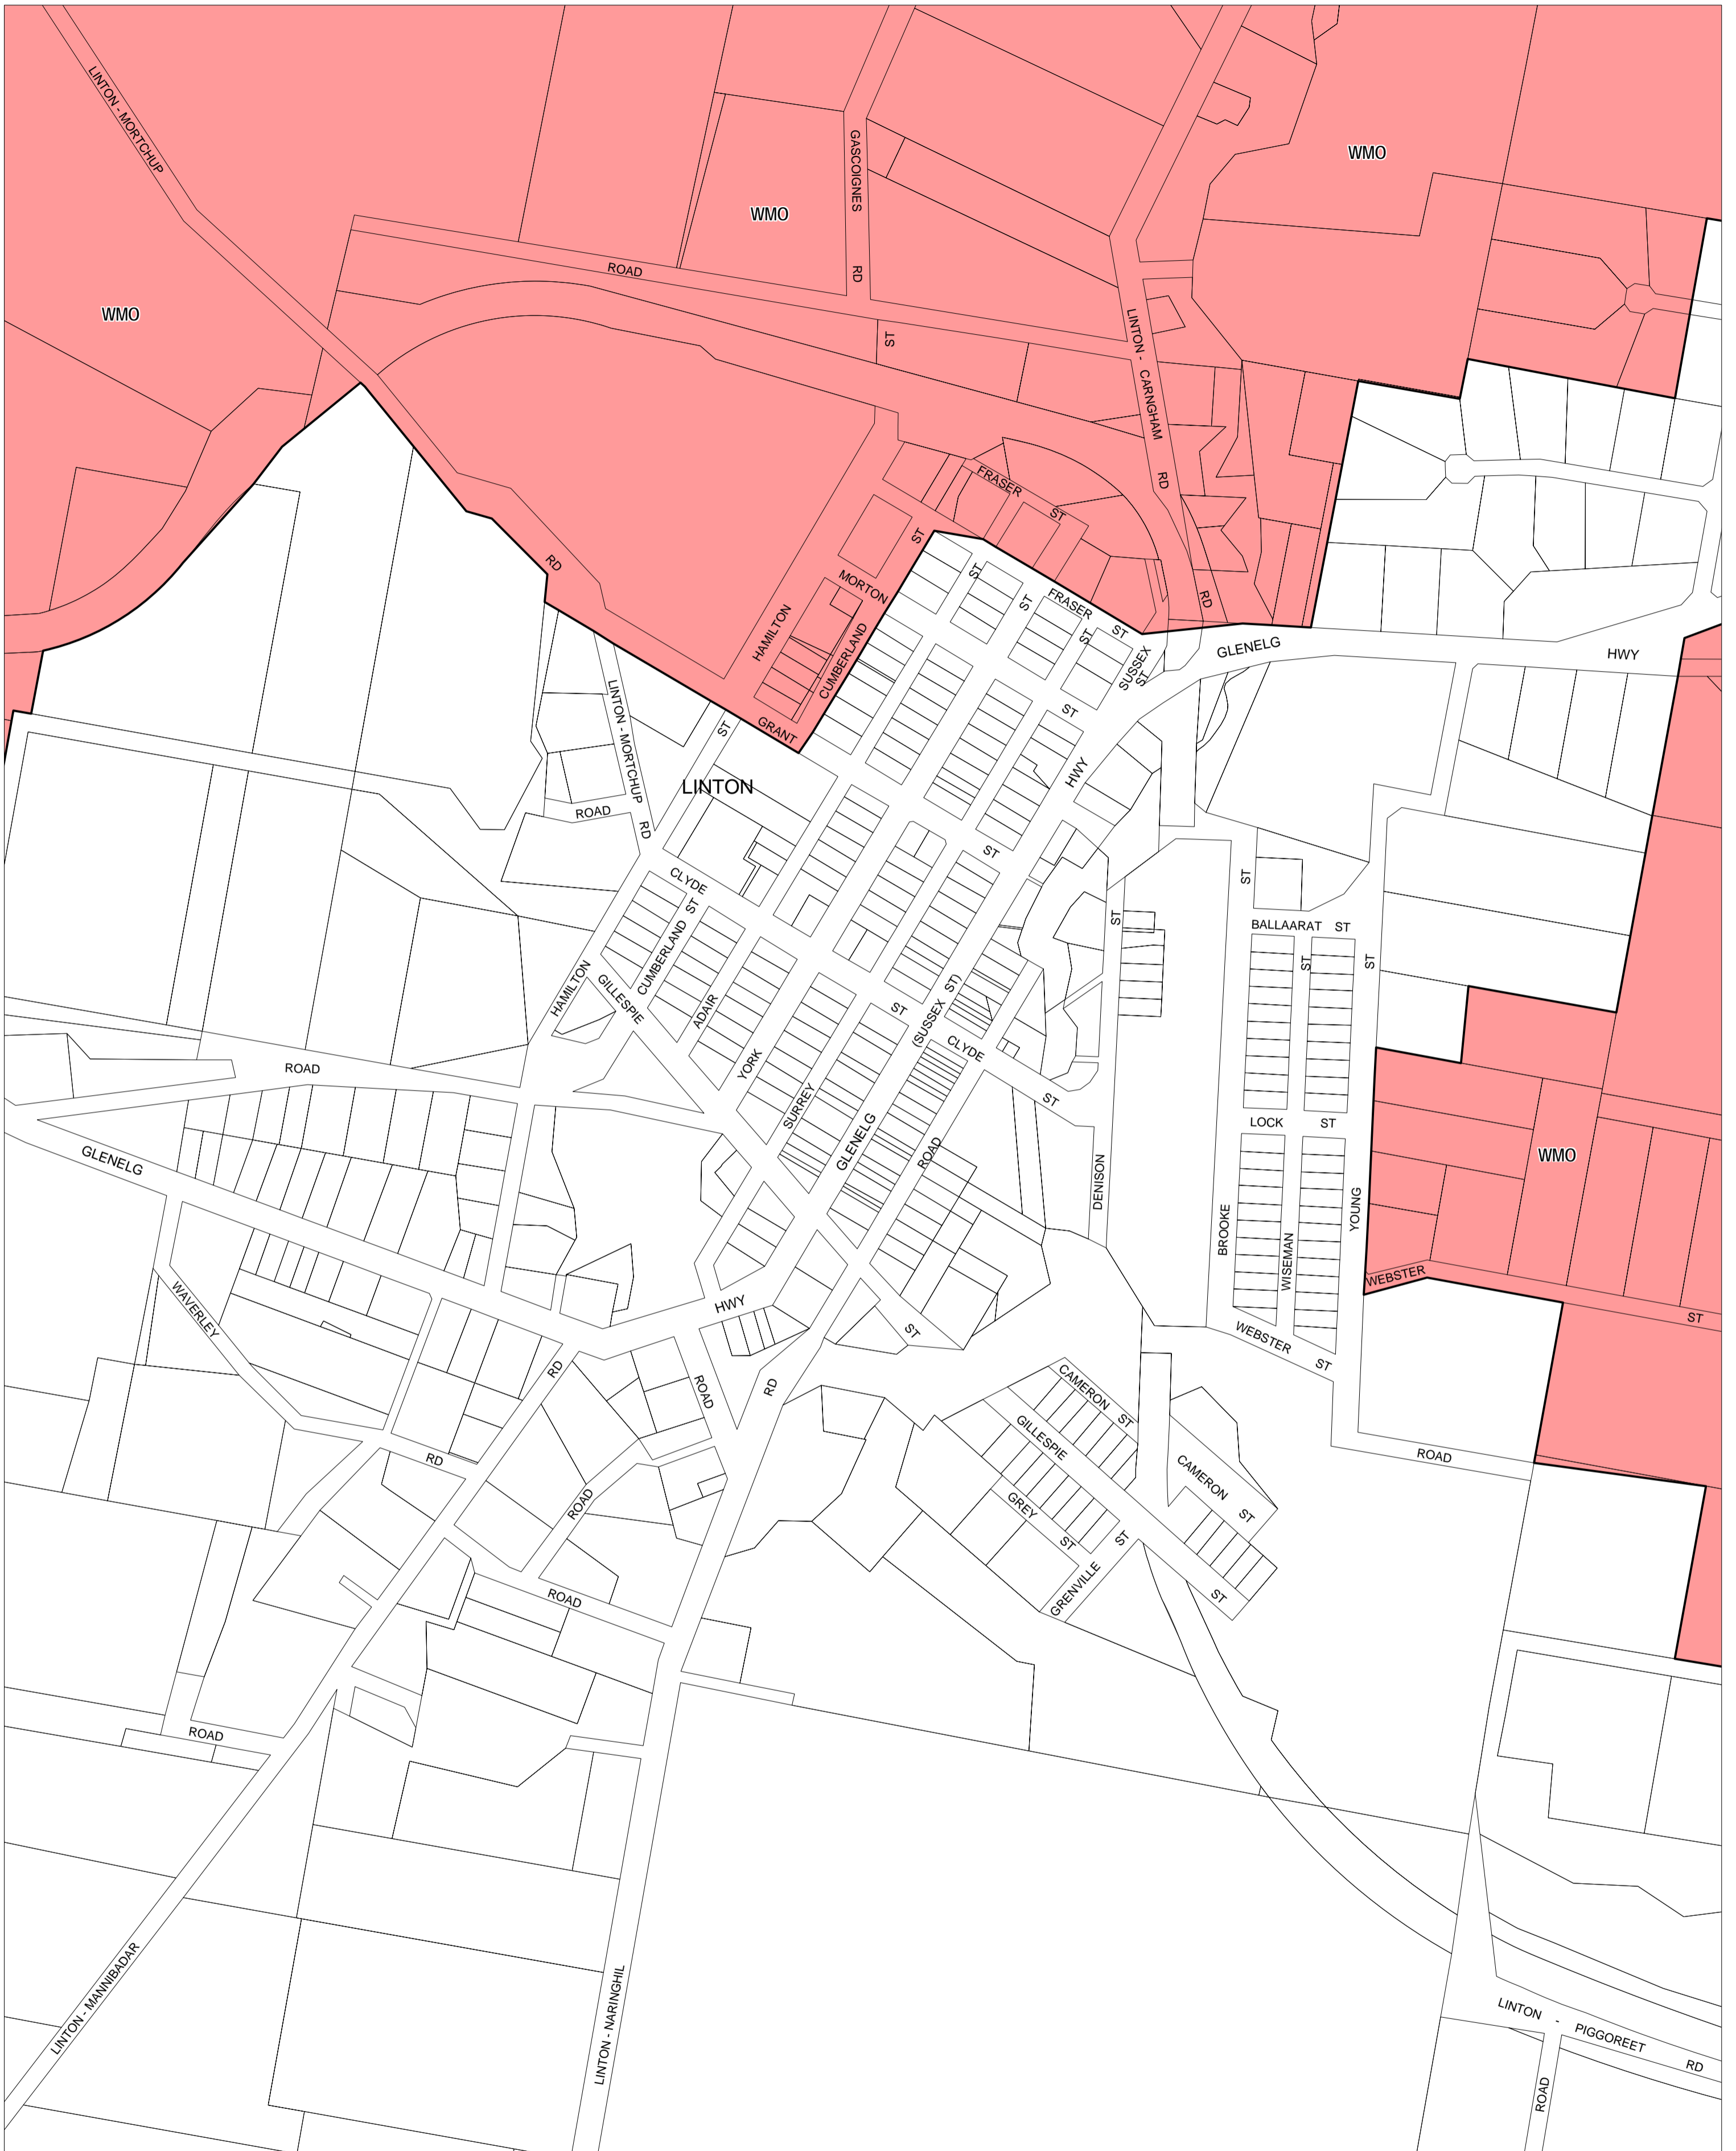 LINTON - MORTCHUP
GASCOIGNES
RD
WMO
WMO
WMO
ROAD
LINTON - CARNGHAM
RD
ST
FRASER
ST
RD
ST
MORTON
HAMILTON
CUMBERLAND
GRANT
ST
ST
FRASER
ST
ST
SUSSEX
ST
RD
GLENELG
HWY
ST
HWY
LINTON - MORTCHUP
RD
ST
LINTON
ROAD
CLYDE
ST
CUMBERLAND
HAMILTON
GILLESPIE
ADAIR
YORK
SURREY
ST
ST
(SUSSEX ST)
CLYDE
ST
GLENELG
ROAD
ST
DENISON
ST
BALLAARAT ST
ST
ST
LOCK ST
BROOKE
WISEMAN
YOUNG
WMO
WEBSTER
ST
WEBSTER
ST
ROAD
ROAD
GLENELG
HWY
WAVERLEY
RD
RD
ROAD
RD
ST
CAMERON ST
GILLESPIE
CAMERON
ST
GREY
ST
GRENVILLE
ST
ST
ROAD
ROAD
ROAD
LINTON - MANNIBADAR
LINTON - NARINGHIL
LINTON - PIGGOREET RD
ROAD